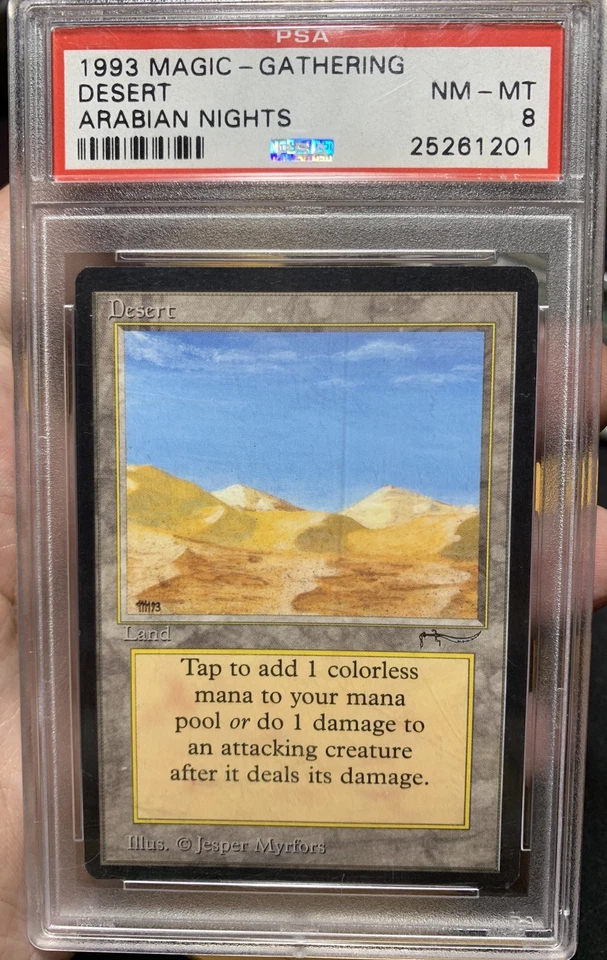 PSA
1993 MAGIC – GATHERING
DESERT NM – MT
ARABIAN NIGHTS 8
25261201
Desert
Land
Tap to add 1 colorless
mana to your mana
pool or do 1 damage to
an attacking creature
after it deals its damage.
Illus. © Jesper Myrfors